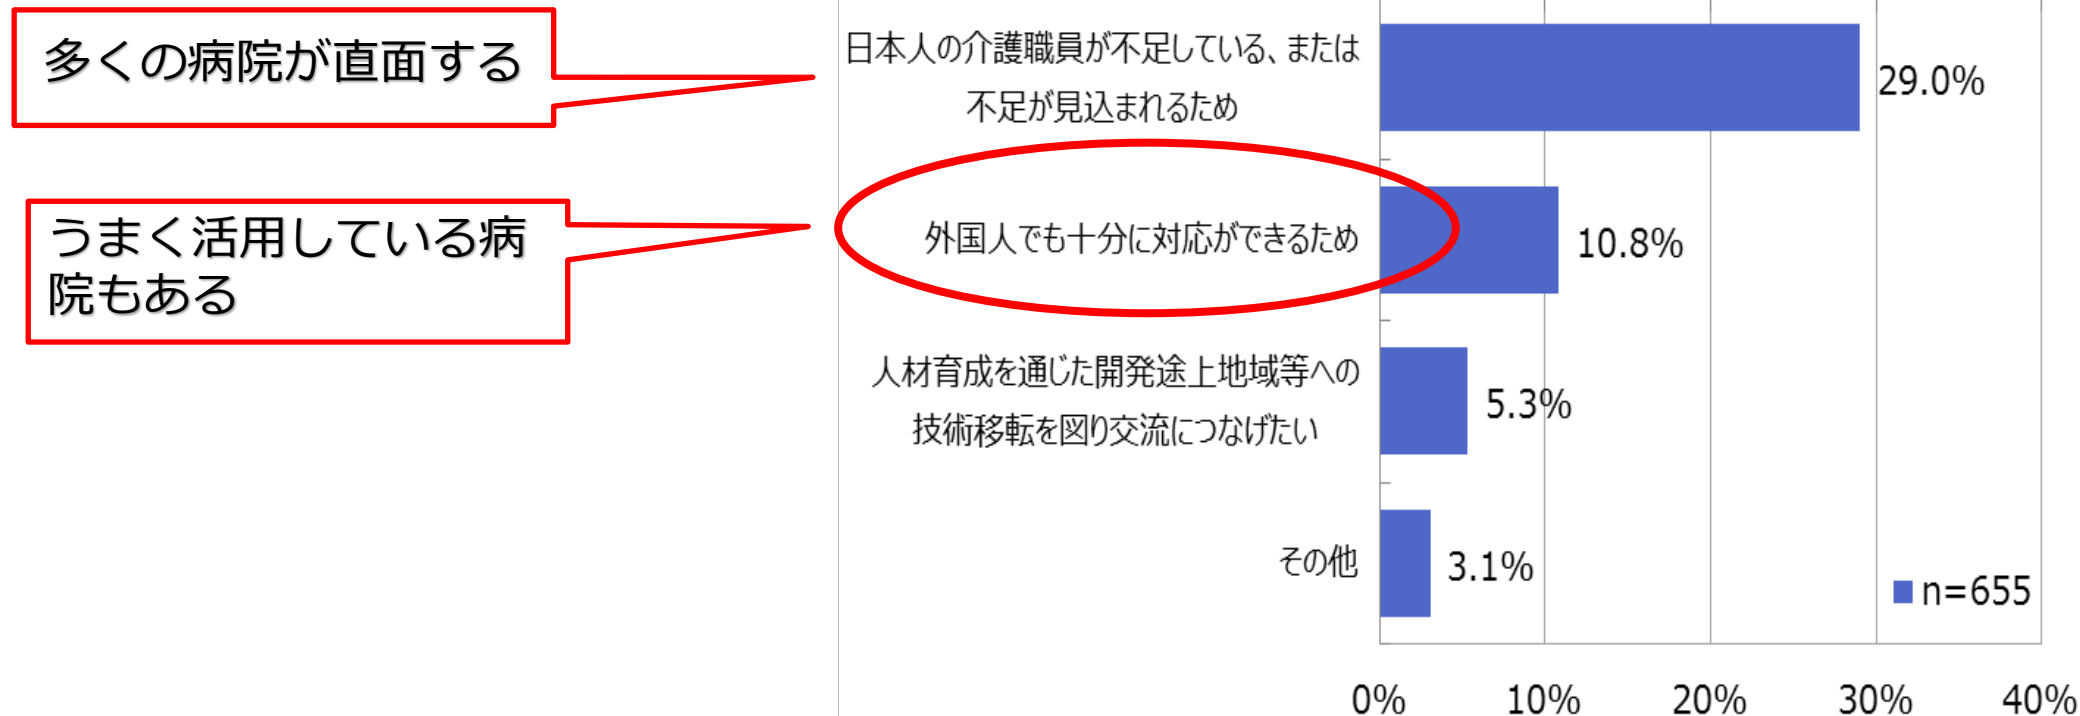 多くの病院が直面する
日本人の介護職員が不足している、または
不足が見込まれるため
29.0%
うまく活用している病
院もある
外国人でも十分に対応ができるため
10.8%
人材育成を通じた開発途上地域等への
技術移転を図り交流につなげたい
5.3%
その他
3.1%
n=655
0%
10%
20%
30%
40%